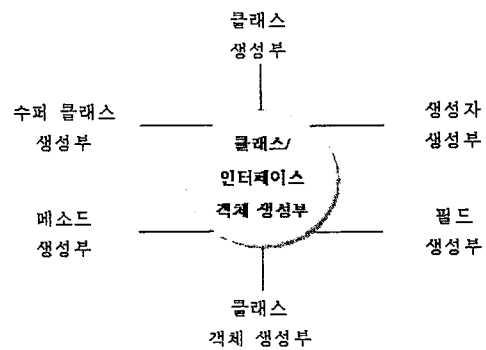 클래스
생성부
수퍼 클래스
생성부
생성자
생성부
클래스/
인터페이스
객체 생성부
메소드
생성부
필드
생성부
클래스
객체 생성부